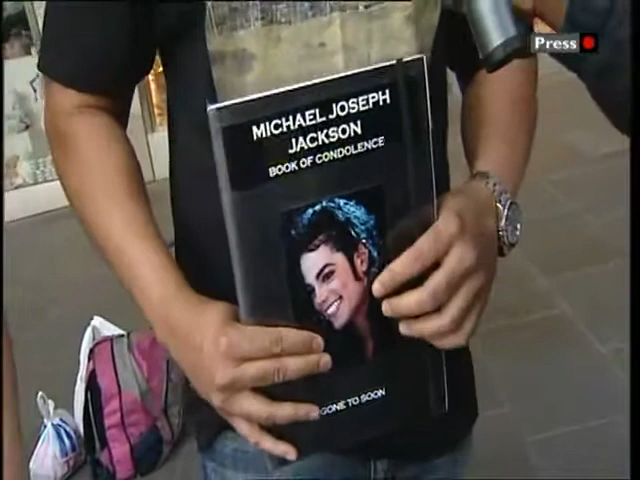 Press
MICHAEL JOSEPH
JACKSON
BOOK OF CONDOLENCE
GONE TO SOON